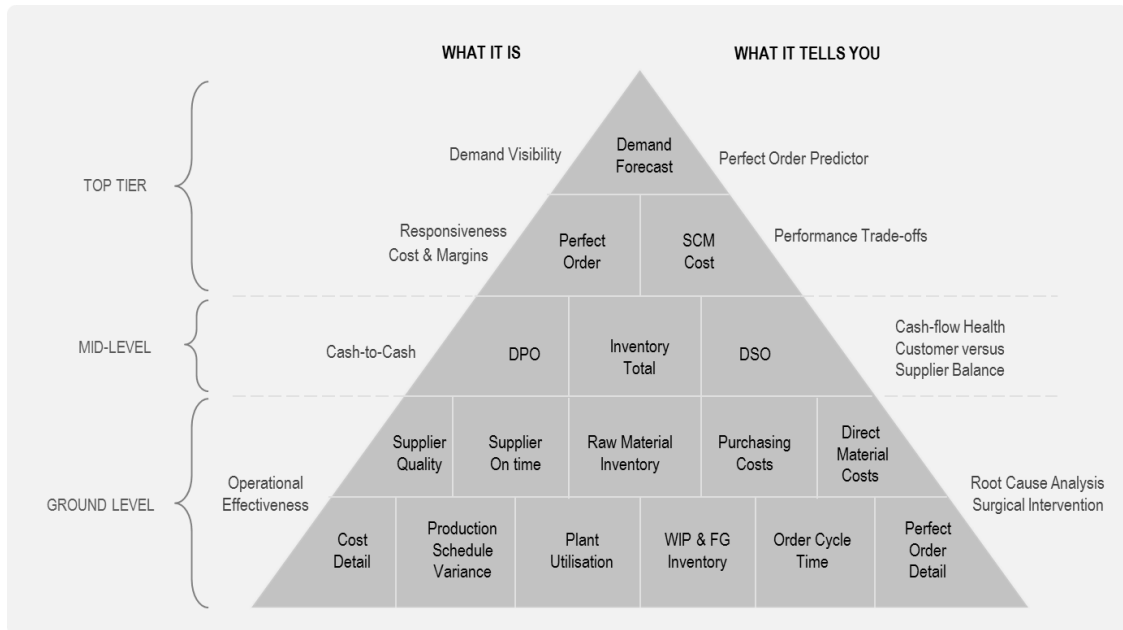 WHAT IT IS
WHAT IT TELLS YOU
TOP TIER
Demand Visibility
Demand
Forecast
Perfect Order Predictor
Responsiveness
Cost & Margins
Perfect
Order
SCM
Cost
Performance Trade-offs
MID-LEVEL
Cash-to-Cash
DPO
Inventory
Total
DSO
Cash-flow Health
Customer versus
Supplier Balance
GROUND LEVEL
Operational
Effectiveness
Supplier
Quality
Supplier
On time
Raw Material
Inventory
Purchasing
Costs
Direct
Material
Costs
Root Cause Analysis
Surgical Intervention
Cost
Detail
Production
Schedule
Variance
Plant
Utilisation
WIP & FG
Inventory
Order Cycle
Time
Perfect
Order
Detail